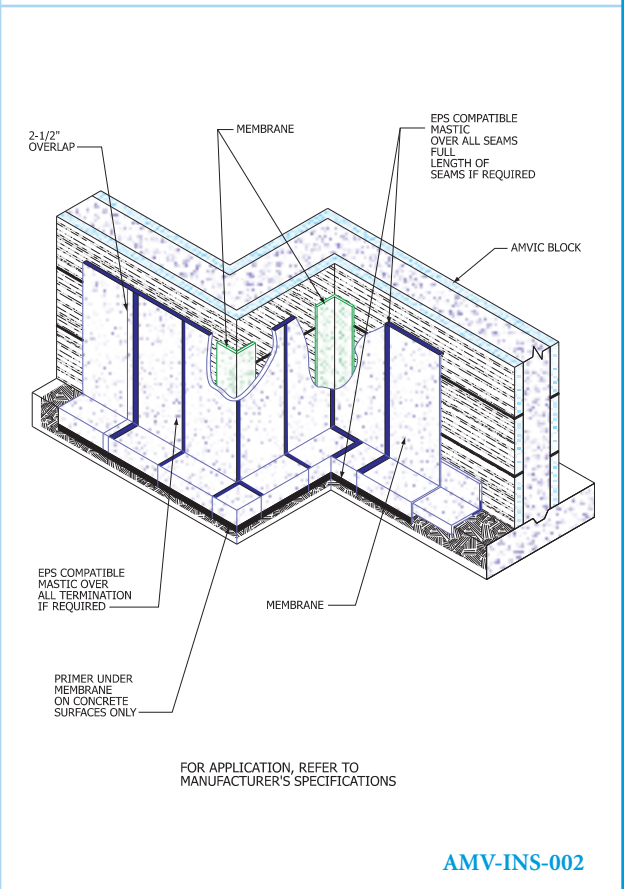 EPS COMPATIBLE
MASTIC
OVER ALL SEAMS
FULL
LENGTH OF
SEAMS IF REQUIRED
MEMBRANE
2-1/2"
OVERLAP
AMVIC BLOCK
EPS COMPATIBLE
MASTIC OVER
ALL TERMINATION
IF REQUIRED
MEMBRANE
PRIMER UNDER
MEMBRANE
ON CONCRETE
SURFACES ONLY
FOR APPLICATION, REFER TO
MANUFACTURER'S SPECIFICATIONS
AMV-INS-002